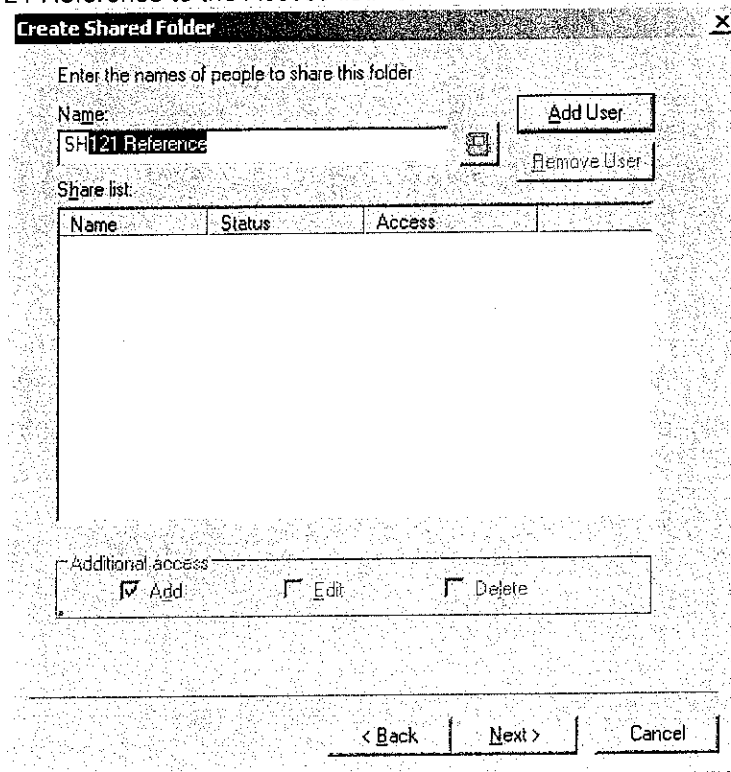 Create Shared Folder
Enter the names of people to share this folder
Name:
Add User
SH121 Reference
Remove User
Share list:
Name Status Access
Additional access
Add Edit Delete
< Back Next > Cancel